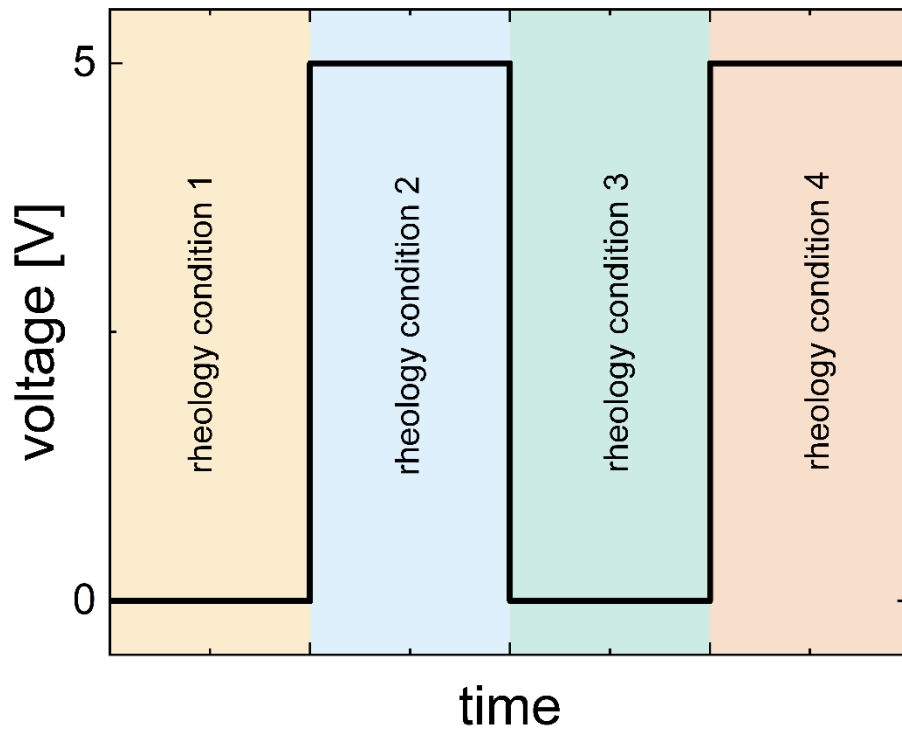 voltage [V]
5
0
rheology condition 1
rheology condition 2
rheology condition 3
rheology condition 4
time